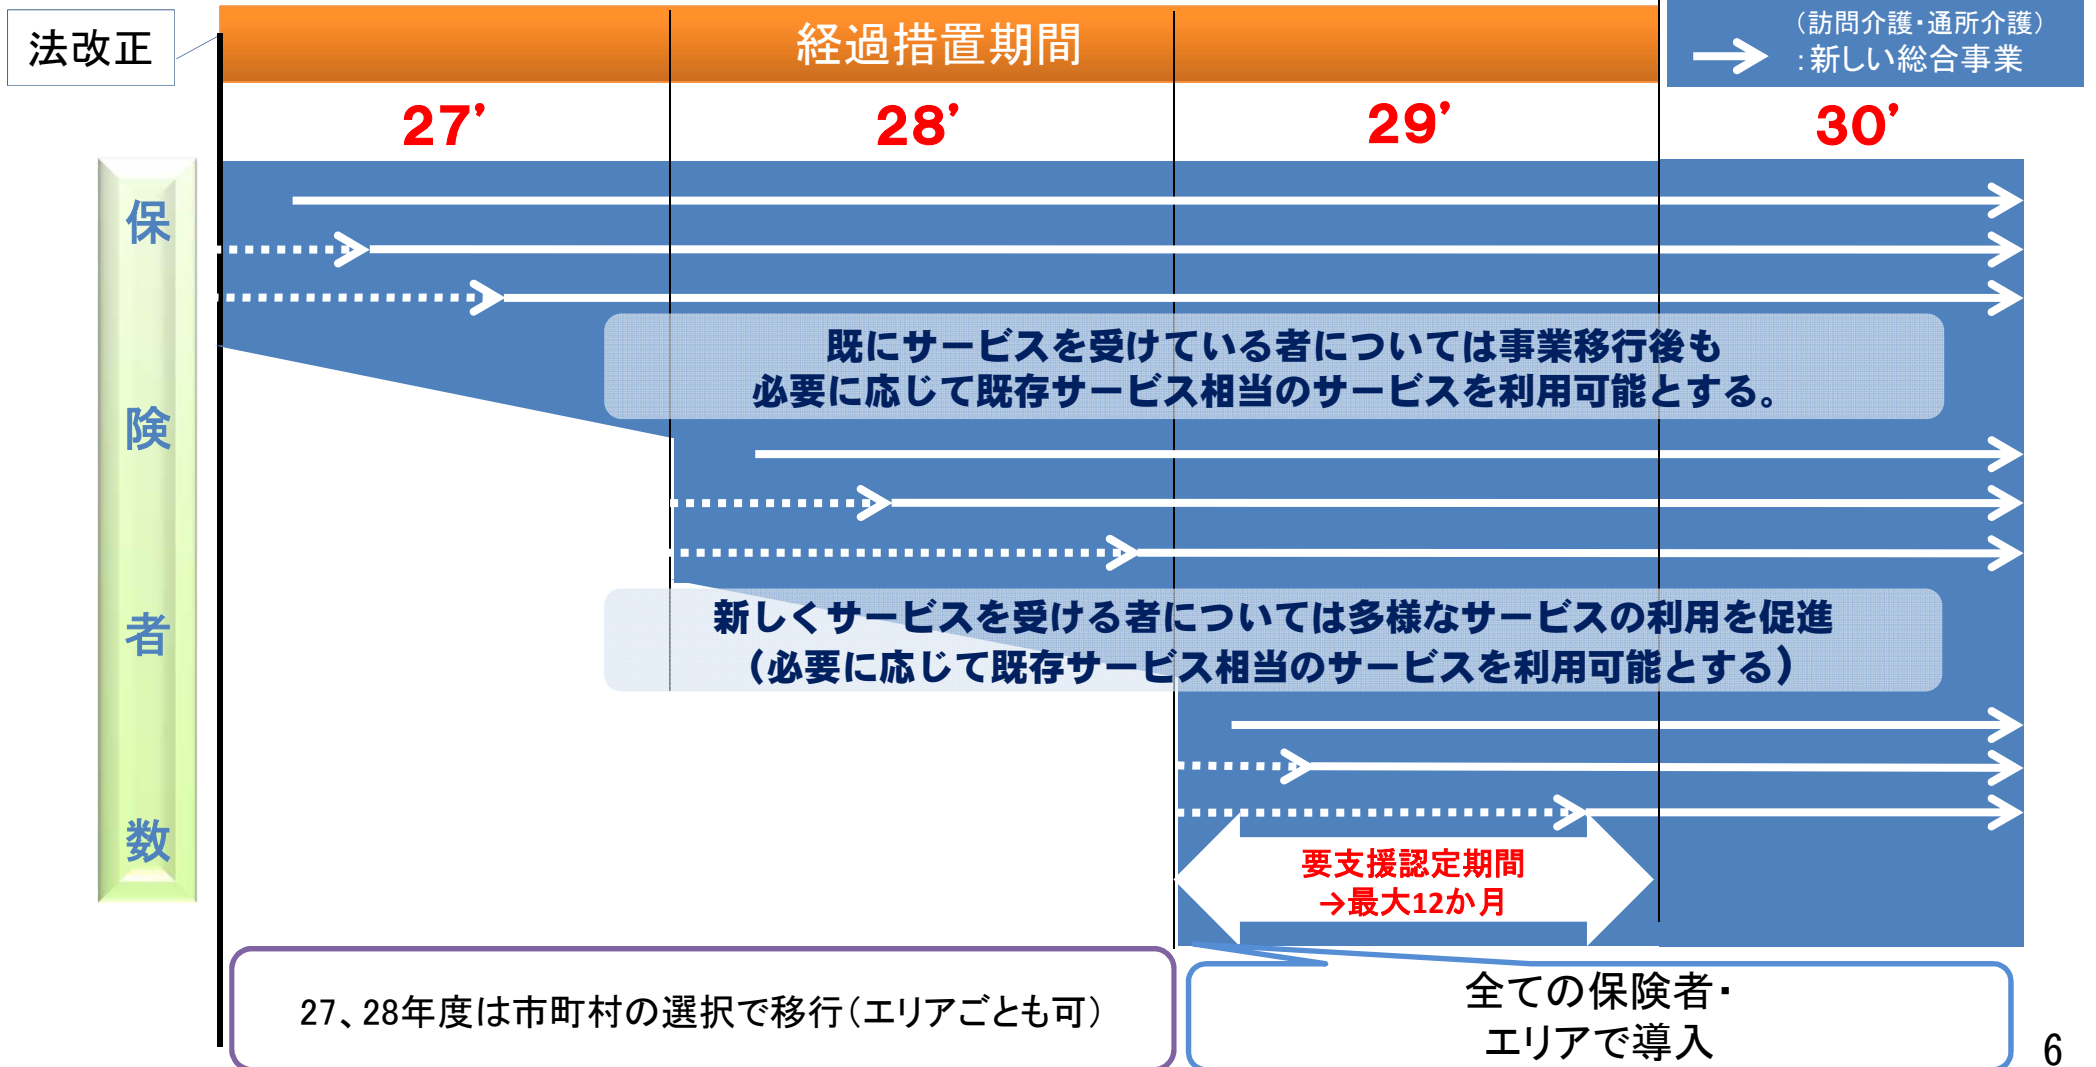 法改正
経過措置期間
（訪問介護・通所介護）
：新しい総合事業
27’
28’
29’
30’
保
険
者
数
既にサービスを受けている者については事業移行後も
必要に応じて既存サービス相当のサービスを利用可能とする。
新しくサービスを受ける者については多様なサービスの利用を促進
（必要に応じて既存サービス相当のサービスを利用可能とする）
要支援認定期間
→最大12か月
27、28年度は市町村の選択で移行（エリアごとも可）
全ての保険者・
エリアで導入
6